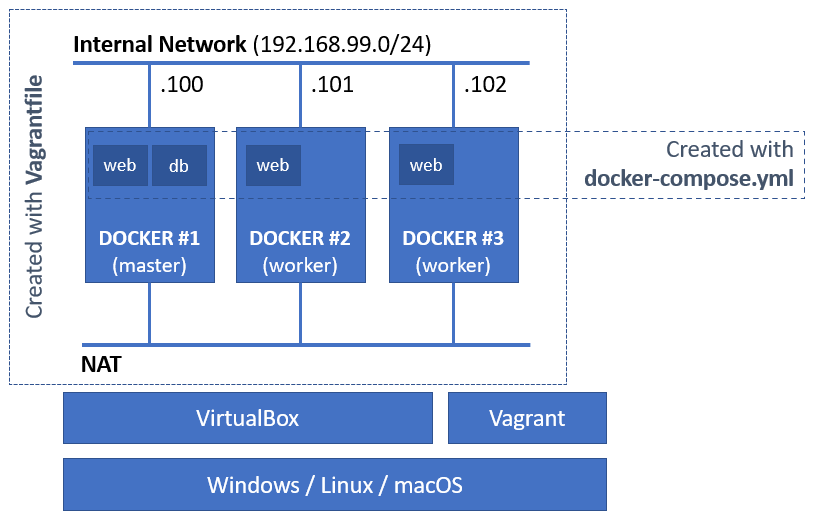 Internal Network (192.168.99.0/24)
.100
.101
.102
Created with Vagrantfile
web
db
web
web
Created with
docker-compose.yml
DOCKER #1
(master)
DOCKER #2
(worker)
DOCKER #3
(worker)
NAT
VirtualBox
Vagrant
Windows / Linux / macOS